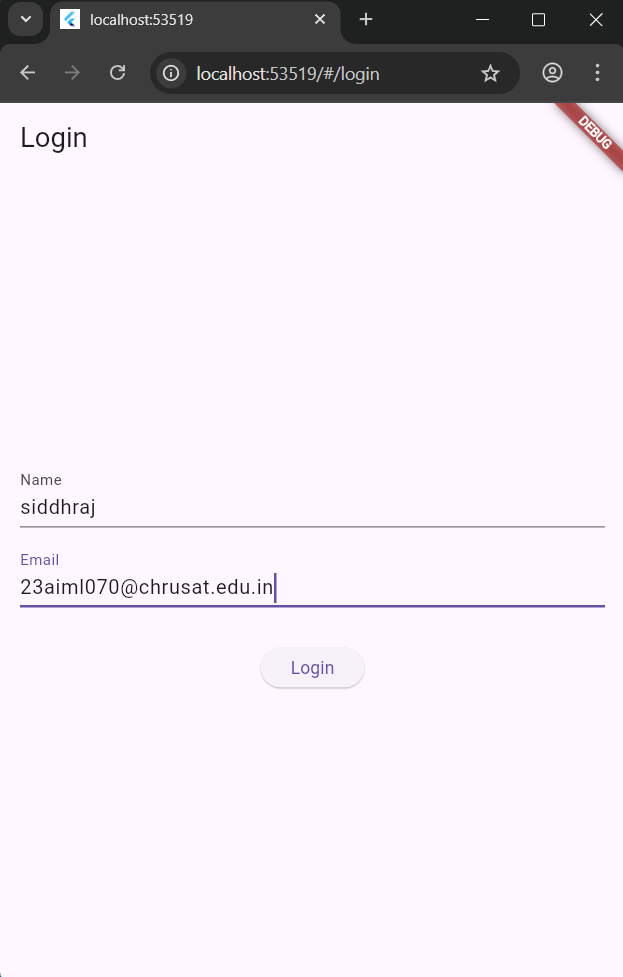 localhost:53519
localhost:53519/#/login
Login
DEBUG
Name
siddhraj
Email
23aiml070@chrusat.edu.in
Login